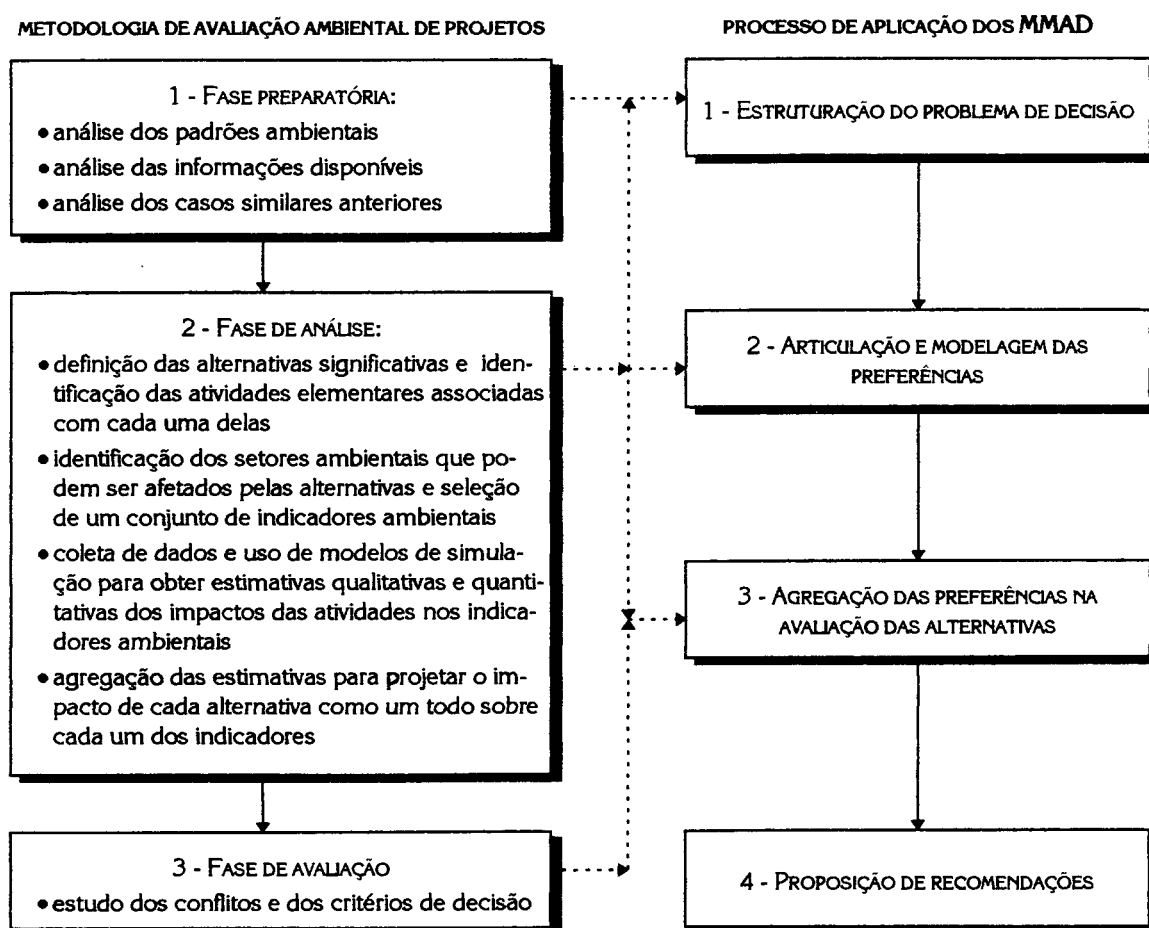 METODOLOGIA DE AVALIAÇÃO AMBIENTAL DE PROJETOS
1 - FASE PREPARATÓRIA:
• análise dos padrões ambientais
• análise das informações disponíveis
• análise dos casos similares anteriores
2 - FASE DE ANÁLISE:
• definição das alternativas significativas e iden-
tificação das atividades elementares associadas
com cada uma delas
• identificação dos setores ambientais que po-
dem ser afetados pelas alternativas e seleção
de um conjunto de indicadores ambientais
• coleta de dados e uso de modelos de simula-
ção para obter estimativas qualitativas e quanti-
tativas dos impactos das atividades nos indica-
dores ambientais
• agregação das estimativas para projetar o im-
pacto de cada alternativa como um todo sobre
cada um dos indicadores
3 - FASE DE AVALIAÇÃO
• estudo dos conflitos e dos critérios de decisão
PROCESSO DE APLICAÇÃO DOS MMAD
1 - ESTRUTURAÇÃO DO PROBLEMA DE DECISÃO
2 - ARTICULAÇÃO E MODELAGEM DAS
PREFERÊNCIAS
3 - AGREGAÇÃO DAS PREFERÊNCIAS NA
AVALIAÇÃO DAS ALTERNATIVAS
4 - PROPOSIÇÃO DE RECOMENDAÇÕES